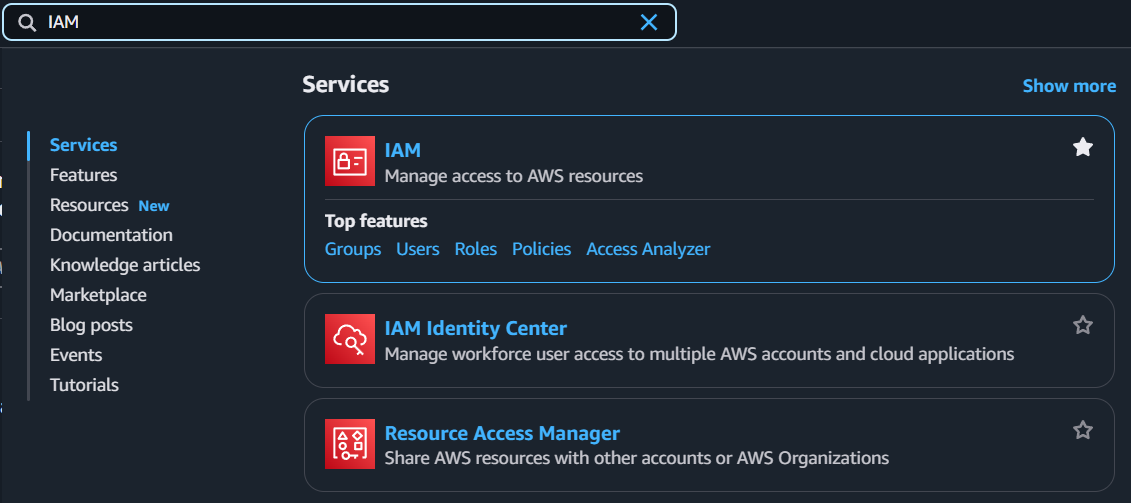 IAM
Services
Features
Resources New
Documentation
Knowledge articles
Marketplace
Blog posts
Events
Tutorials
Services
Show more
IAM
Manage access to AWS resources
Top features
Groups Users Roles Policies Access Analyzer
IAM Identity Center
Manage workforce user access to multiple AWS accounts and cloud applications
Resource Access Manager
Share AWS resources with other accounts or AWS Organizations